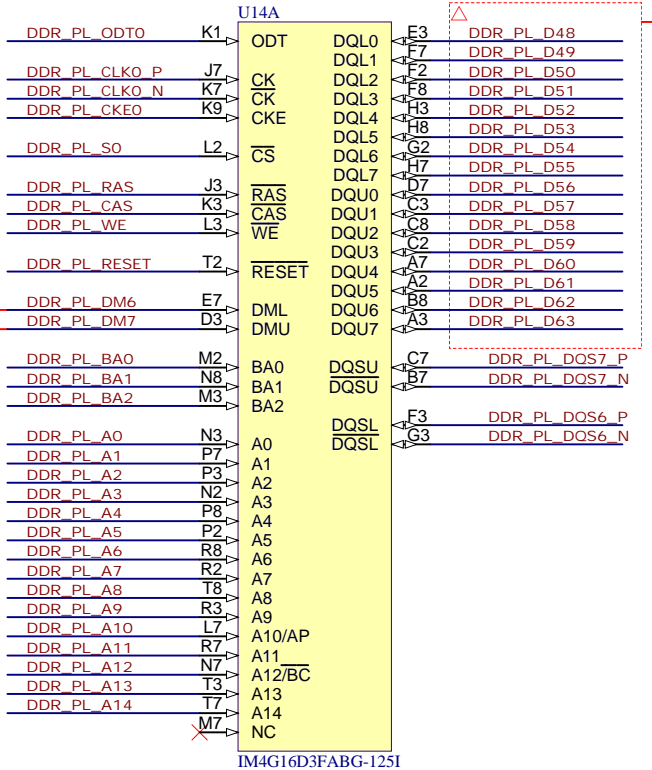 U14A
DDR_PL_ODT0 K1 ODT DQL0 E3 DDR_PL_D48
DQL1 F7 DDR_PL_D49
DDR_PL_CLK0_P J7 CK DQL2 F2 DDR_PL_D50
DDR_PL_CLK0_N K7 CK DQL3 F8 DDR_PL_D51
DDR_PL_CKE0 K9 CKE DQL4 H3 DDR_PL_D52
DQL5 H8 DDR_PL_D53
DDR_PL_S0 L2 CS DQL6 G2 DDR_PL_D54
DQL7 H7 DDR_PL_D55
DDR_PL_RAS J3 RAS DQU0 D7 DDR_PL_D56
DDR_PL_CAS K3 CAS DQU1 C3 DDR_PL_D57
DDR_PL_WE L3 WE DQU2 C8 DDR_PL_D58
DQU3 C2 DDR_PL_D59
DDR_PL_RESET T2 RESET DQU4 A7 DDR_PL_D60
DQU5 A2 DDR_PL_D61
DDR_PL_DM6 E7 DML DQU6 B8 DDR_PL_D62
DDR_PL_DM7 D3 DMU DQU7 A3 DDR_PL_D63
DDR_PL_BA0 M2 BA0 DQSU C7 DDR_PL_DQS7_P
DDR_PL_BA1 N8 BA1 DQSU B7 DDR_PL_DQS7_N
DDR_PL_BA2 M3 BA2
DQSL F3 DDR_PL_DQS6_P
DDR_PL_A0 N3 A0 DQSL G3 DDR_PL_DQS6_N
DDR_PL_A1 P7 A1
DDR_PL_A2 P3 A2
DDR_PL_A3 N2 A3
DDR_PL_A4 P8 A4
DDR_PL_A5 P2 A5
DDR_PL_A6 R8 A6
DDR_PL_A7 R2 A7
DDR_PL_A8 T8 A8
DDR_PL_A9 R3 A9
DDR_PL_A10 L7 A10/AP
DDR_PL_A11 R7 A11
DDR_PL_A12 N7 A12/BC
DDR_PL_A13 T3 A13
DDR_PL_A14 T7 A14
M7 NC
IM4G16D3FABG-125I